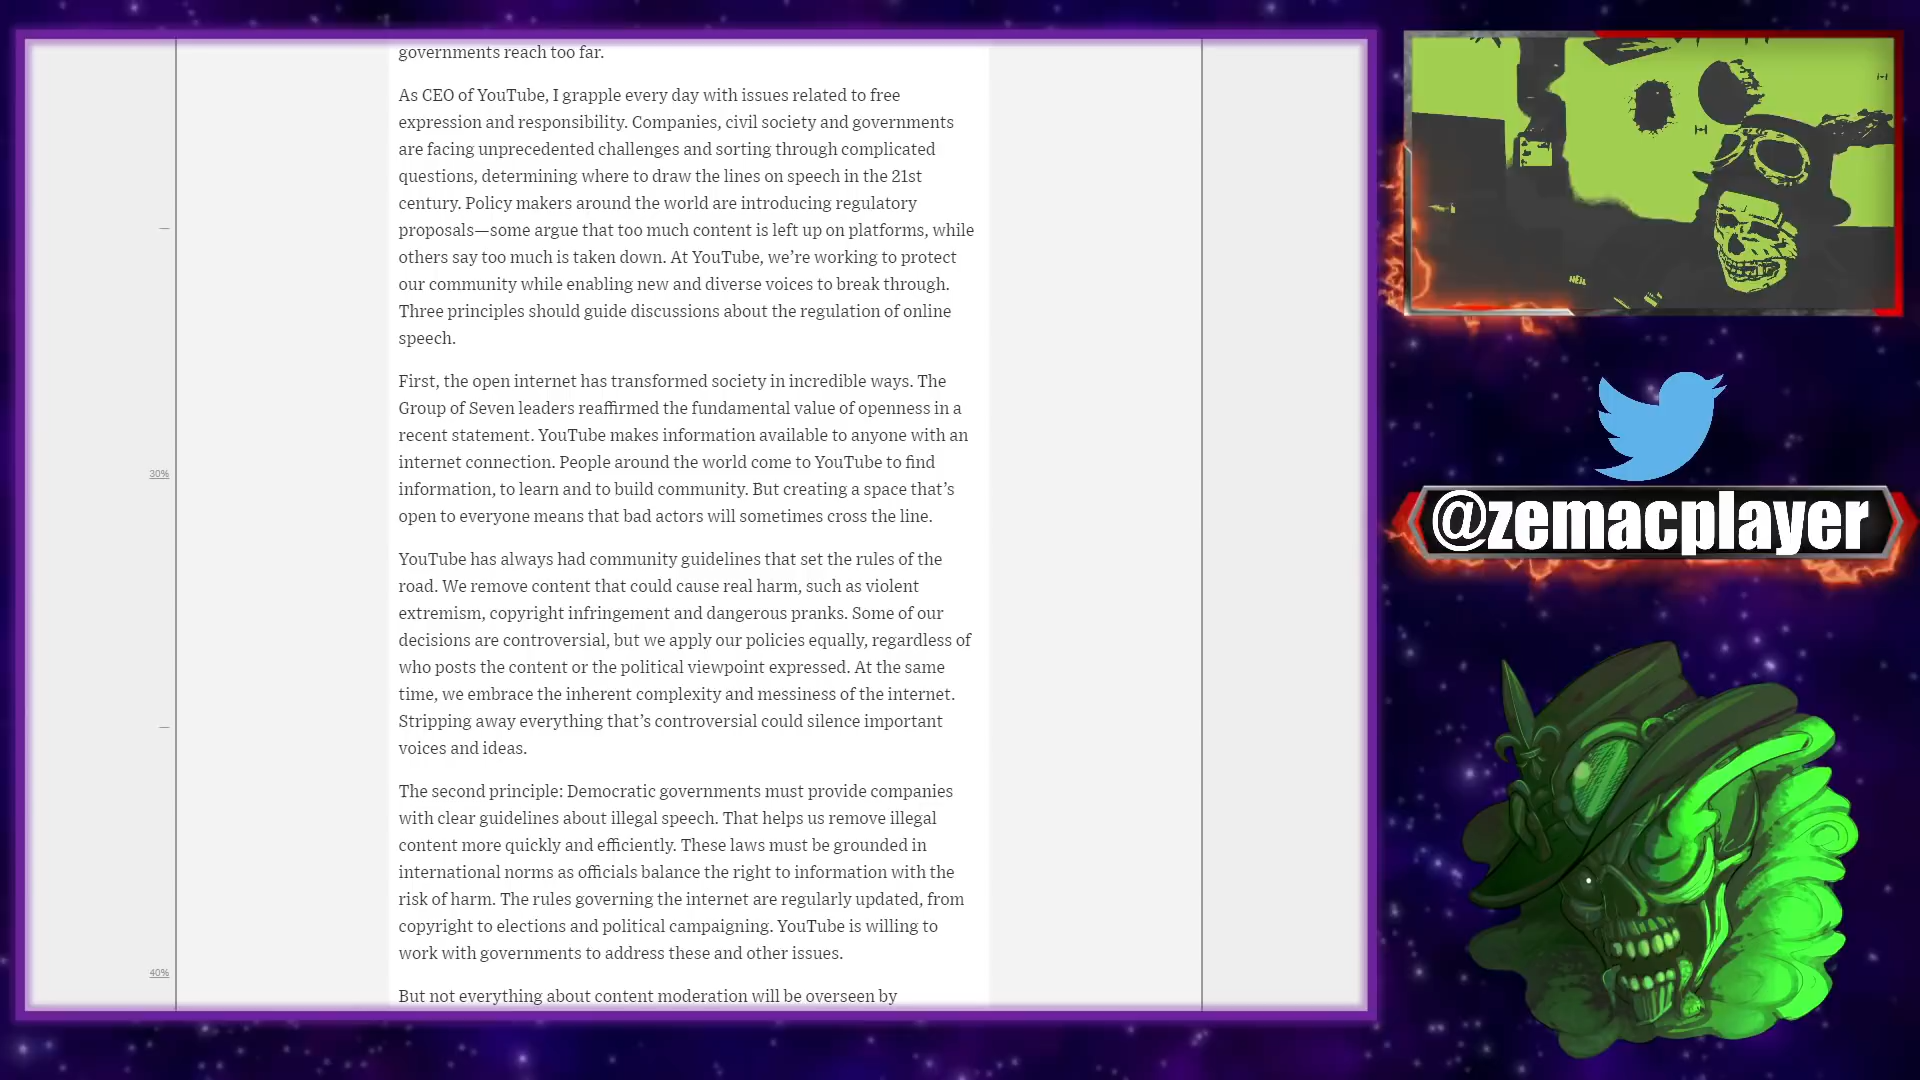 governments reach too far.
As CEO of YouTube, I grapple every day with issues related to free
expression and responsibility. Companies, civil society and governments
are facing unprecedented challenges and sorting through complicated
questions, determining where to draw the lines on speech in the 21st
century. Policy makers around the world are introducing regulatory
proposals—some argue that too much content is left up on platforms, while
others say too much is taken down. At YouTube, we’re working to protect
our community while enabling new and diverse voices to break through.
Three principles should guide discussions about the regulation of online
speech.
First, the open internet has transformed society in incredible ways. The
Group of Seven leaders reaffirmed the fundamental value of openness in a
recent statement. YouTube makes information available to anyone with an
internet connection. People around the world come to YouTube to find
information, to learn and to build community. But creating a space that’s
open to everyone means that bad actors will sometimes cross the line.
YouTube has always had community guidelines that set the rules of the
road. We remove content that could cause real harm, such as violent
extremism, copyright infringement and dangerous pranks. Some of our
decisions are controversial, but we apply our policies equally, regardless of
who posts the content or the political viewpoint expressed. At the same
time, we embrace the inherent complexity and messiness of the internet.
Stripping away everything that’s controversial could silence important
voices and ideas.
The second principle: Democratic governments must provide companies
with clear guidelines about illegal speech. That helps us remove illegal
content more quickly and efficiently. These laws must be grounded in
international norms as officials balance the right to information with the
risk of harm. The rules governing the internet are regularly updated, from
copyright to elections and political campaigning. YouTube is willing to
work with governments to address these and other issues.
But not everything about content moderation will be overseen by
30%
40%
@zemacplayer